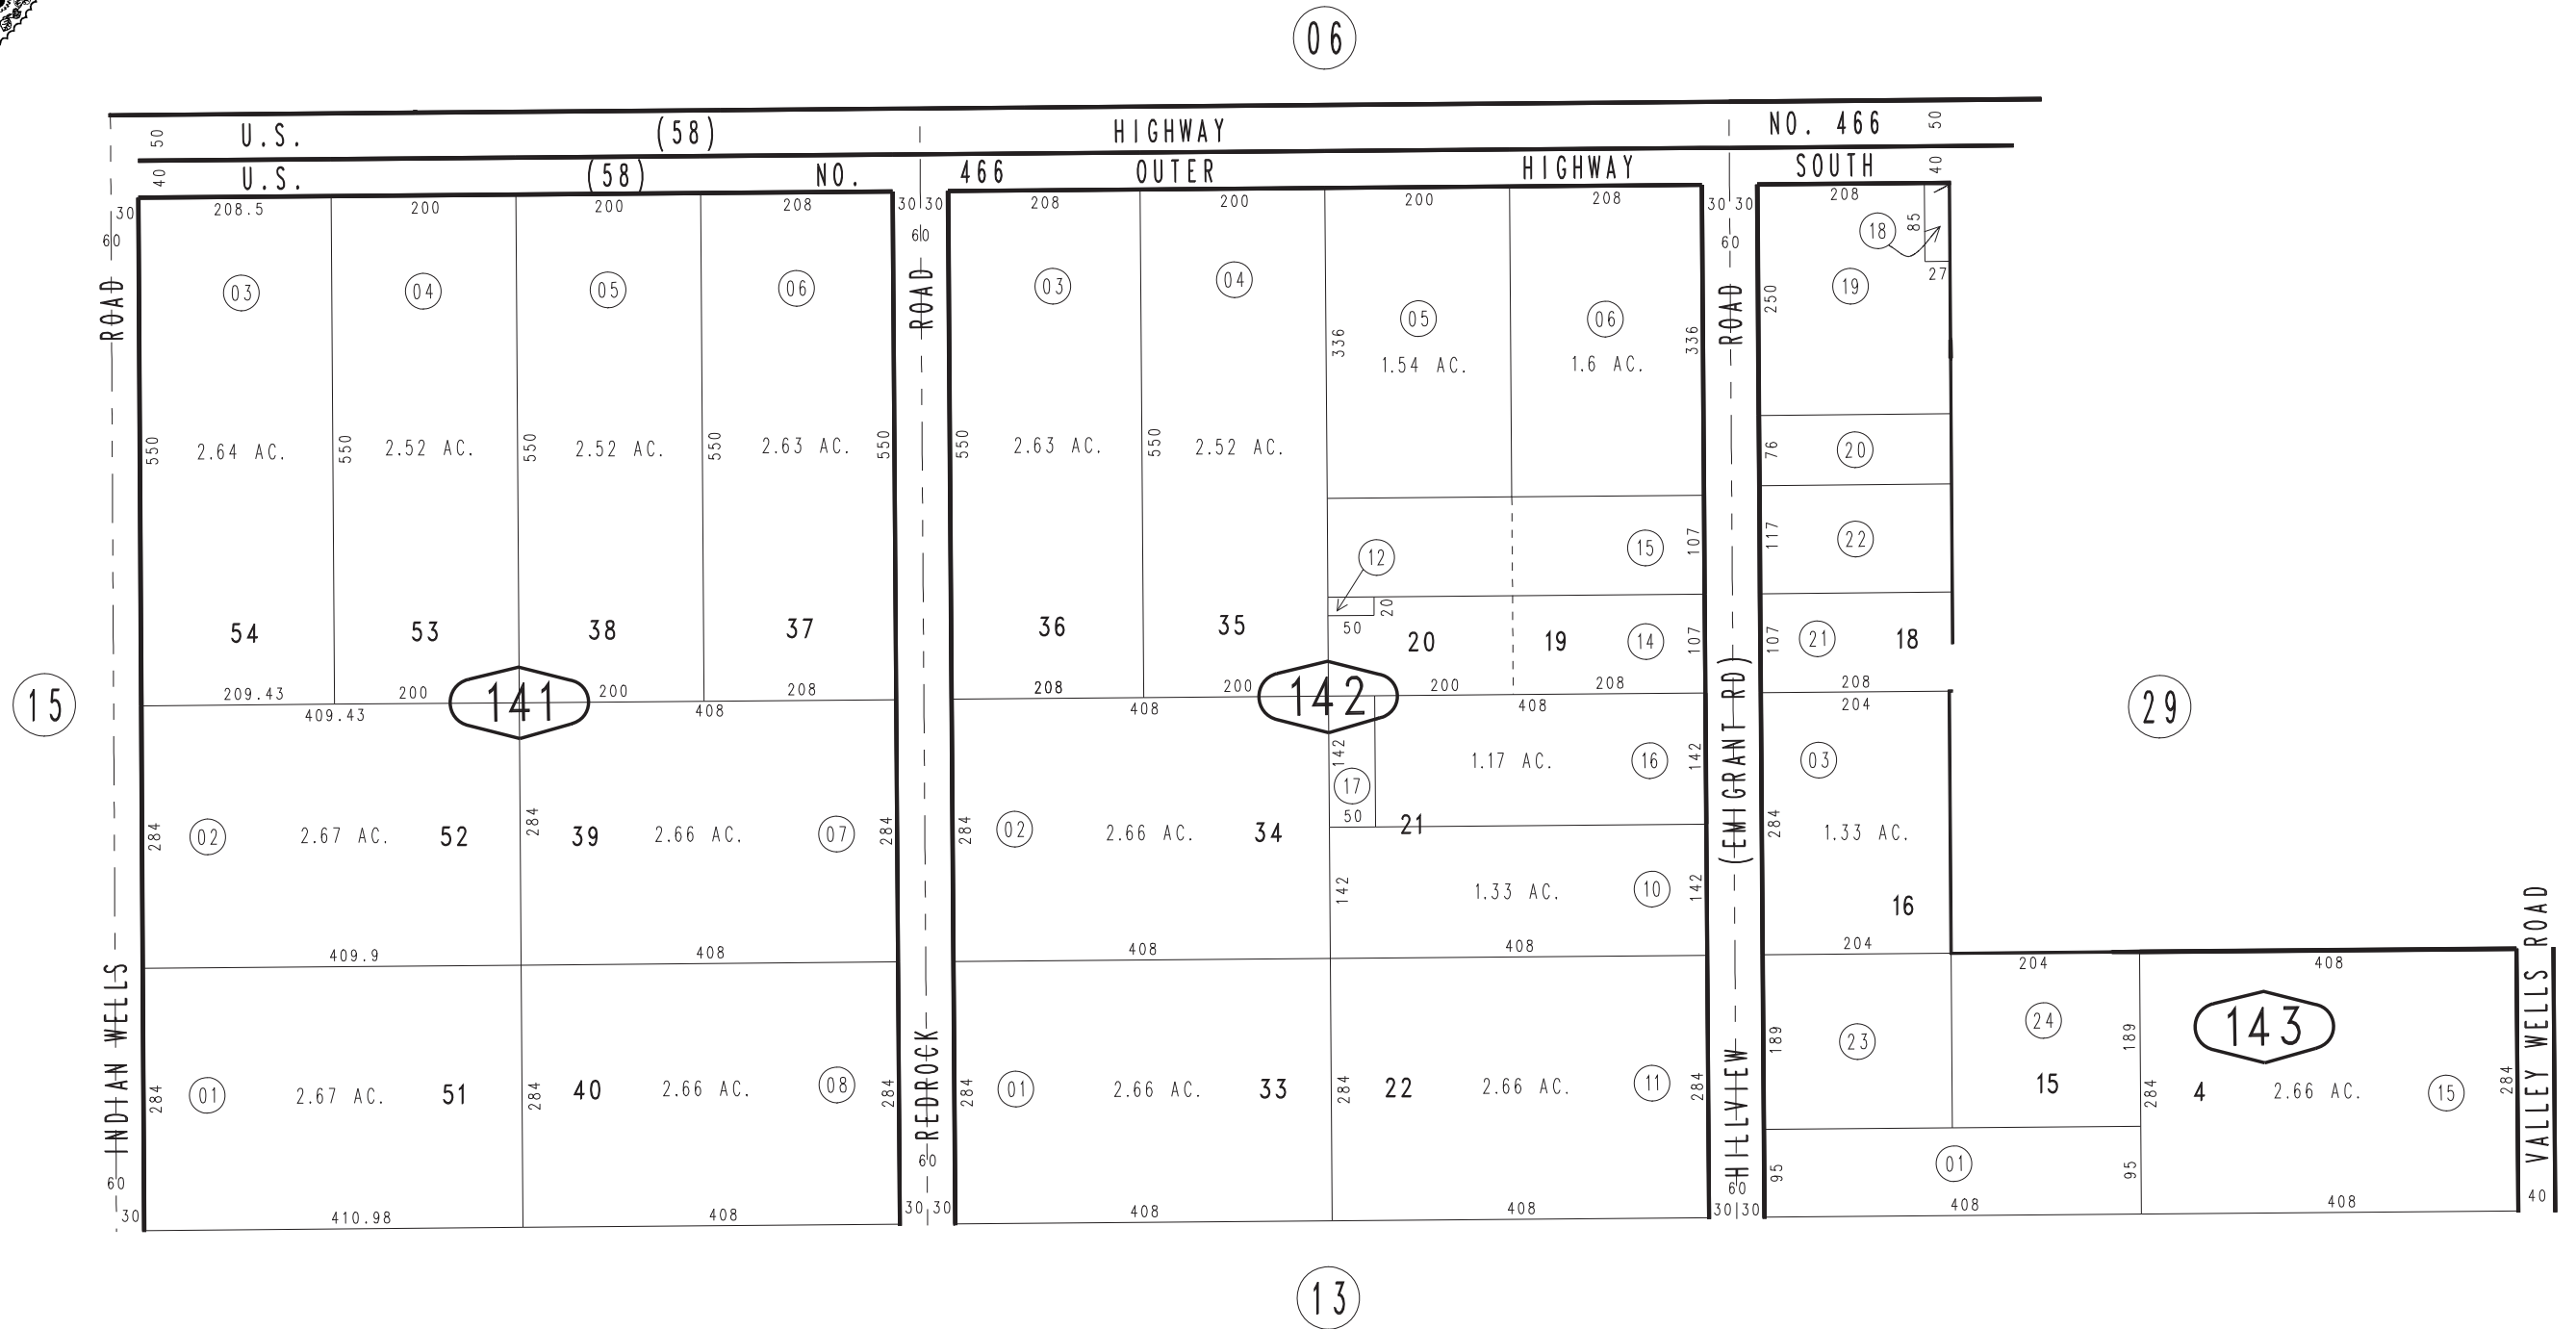 06
50 U.S. (58) HIGHWAY NO. 466 50
40 U.S. (58) NO. 466 OUTER HIGHWAY SOUTH 40
30 208.5 200 200 208 30 30 208 200 200 208 30 30 208
60 60 60
18 85
27
ROAD ROAD ROAD
03 04 05 06 03 04 05 06 250 19
336 1.54 AC. 1.6 AC. 336
550 2.64 AC. 550 2.52 AC. 550 2.52 AC. 550 2.63 AC. 550 550 2.63 AC. 550 2.52 AC. 76 20
12 15 107 117 22
20
50
54 53 38 37 36 35 20 19 14 107 107 21 18
209.43 200 200 208 208 200 200 208 208
15 141 142 29
409.43 408 408 408 204
142 17 50 1.17 AC. 16 142 03
284 02 2.67 AC. 52 284 39 2.66 AC. 07 284 284 02 2.66 AC. 34 21 284 1.33 AC.
142 1.33 AC. 10 142 16
409.9 408 408 408 204
HILLVIEW (EMIGRANT RD)
204 408
189 23 24 189 143
15
284 01 2.67 AC. 51 284 40 2.66 AC. 08 284 284 01 2.66 AC. 33 284 22 2.66 AC. 11 284 284 4 2.66 AC. 15 284
INDIAN WELLS REDROCK VALLEY WELLS ROAD
95 01 95
60 60 60 40
30 410.98 408 30 30 408 408 30 30 408 408
13